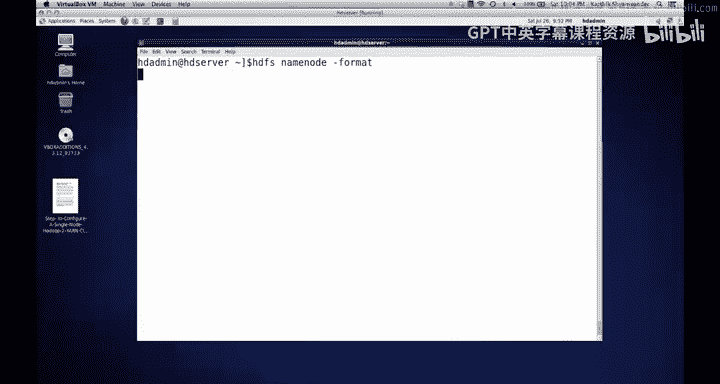 VirtualBox VM Machine View Devices Help
hdserver [Running]
Applications Places System
hdadmin
GPT中英字幕课程资源 bilibili
hdadmin@hdserver:~
File Edit View Search Terminal Help
hdadmin@hdserver ~]$hdfs namenode -format
Computer
hdadmin's Home
Trash